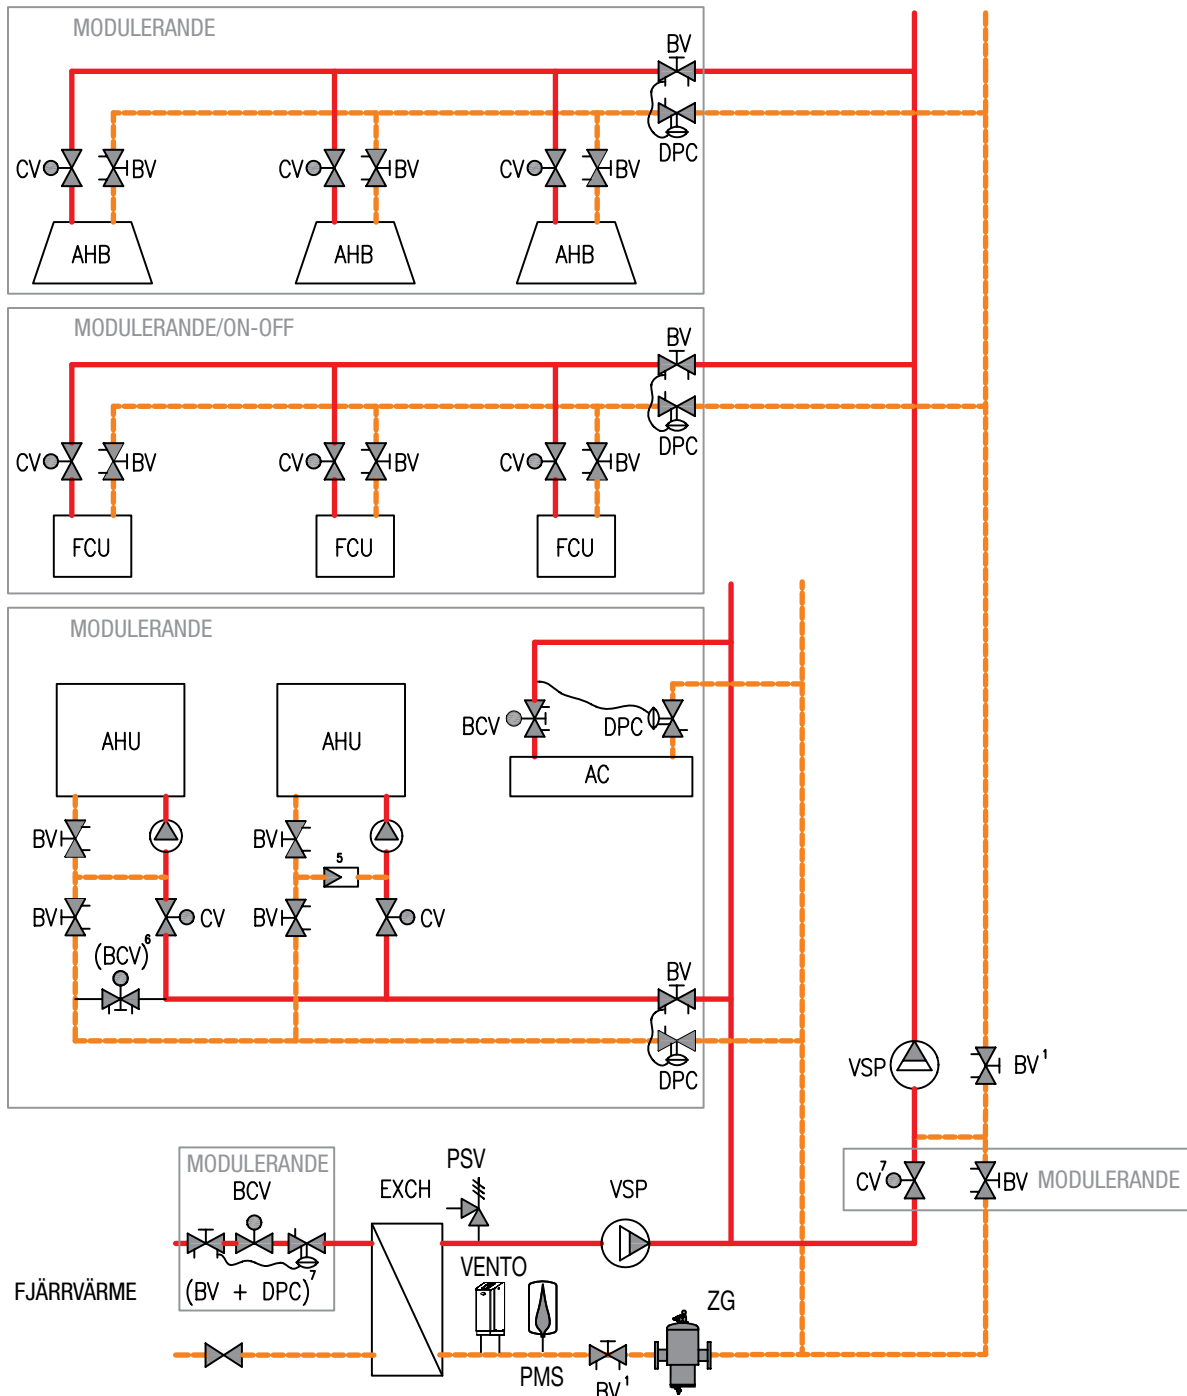 MODULERANDE
BV
DPC
CV BV CV BV CV BV
AHB AHB AHB
MODULERANDE/ON-OFF
BV
DPC
CV BV CV BV CV BV
FCU FCU FCU
MODULERANDE
AHU AHU BCV DPC
AC
BV BV
5
BV CV BV CV
(BCV)⁶
BV
DPC
VSP BV¹
MODULERANDE
BCV
EXCH PSV VSP
CV⁷ BV MODULERANDE
VENTO
FJÄRRVÄRME (BV + DPC)⁷
ZG
PMS BV¹